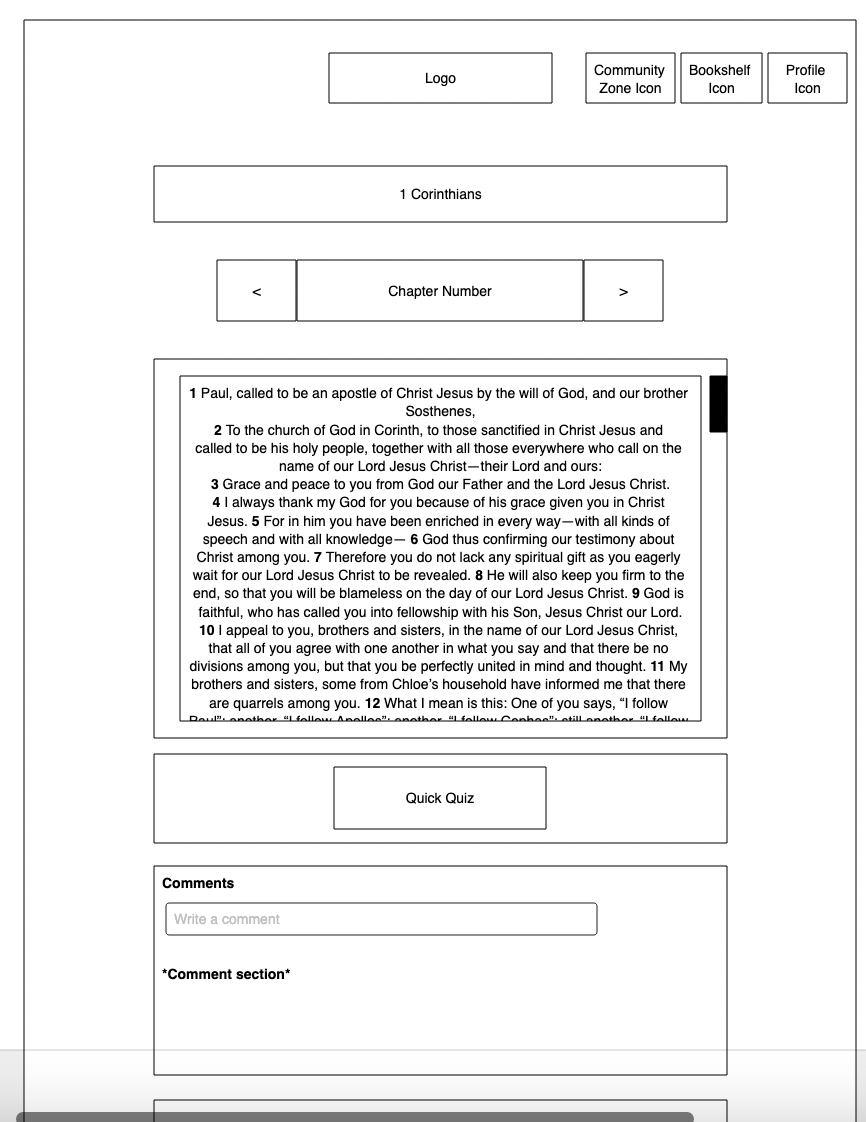 Logo
Community
Zone Icon
Bookshelf
Icon
Profile
Icon
1 Corinthians
<
Chapter Number
>
1 Paul, called to be an apostle of Christ Jesus by the will of God, and our brother
Sosthenes,
2 To the church of God in Corinth, to those sanctified in Christ Jesus and
called to be his holy people, together with all those everywhere who call on the
name of our Lord Jesus Christ—their Lord and ours:
3 Grace and peace to you from God our Father and the Lord Jesus Christ.
4 I always thank my God for you because of his grace given you in Christ
Jesus. 5 For in him you have been enriched in every way—with all kinds of
speech and with all knowledge— 6 God thus confirming our testimony about
Christ among you. 7 Therefore you do not lack any spiritual gift as you eagerly
wait for our Lord Jesus Christ to be revealed. 8 He will also keep you firm to the
end, so that you will be blameless on the day of our Lord Jesus Christ. 9 God is
faithful, who has called you into fellowship with his Son, Jesus Christ our Lord.
10 I appeal to you, brothers and sisters, in the name of our Lord Jesus Christ,
that all of you agree with one another in what you say and that there be no
divisions among you, but that you be perfectly united in mind and thought. 11 My
brothers and sisters, some from Chloe's household have informed me that there
are quarrels among you. 12 What I mean is this: One of you says, “I follow
Paul”; another, “I follow Apollos”; another, “I follow Cephas”; still another, “I follow
Quick Quiz
Comments
Write a comment
*Comment section*